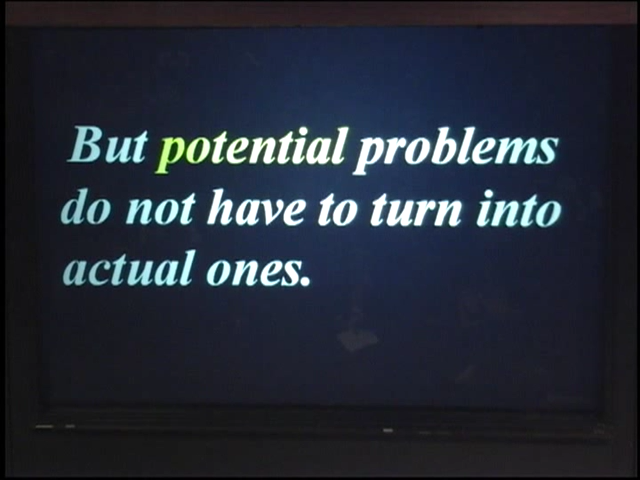 But potential problems
do not have to turn into
actual ones.